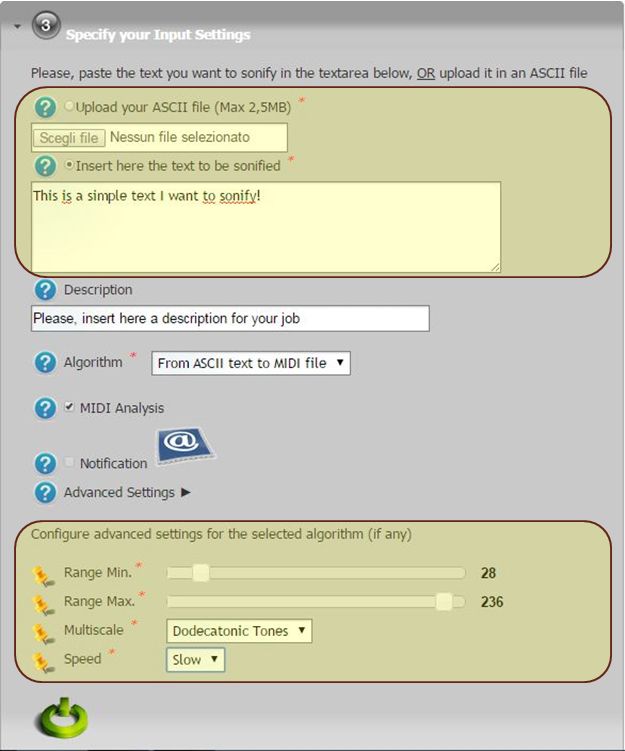 3
Specify your Input Settings
Please, paste the text you want to sonify in the textarea below, OR upload it in an ASCII file
? Upload your ASCII file (Max 2,5MB) *
Scegli file Nessun file selezionato
? Insert here the text to be sonified *
This is a simple text I want to sonify!
? Description
Please, insert here a description for your job
? Algorithm * From ASCII text to MIDI file
? MIDI Analysis
@
? Notification
? Advanced Settings
Configure advanced settings for the selected algorithm (if any)
Range Min. * 28
Range Max. * 236
Multiscale * Dodecatonic Tones
Speed * Slow